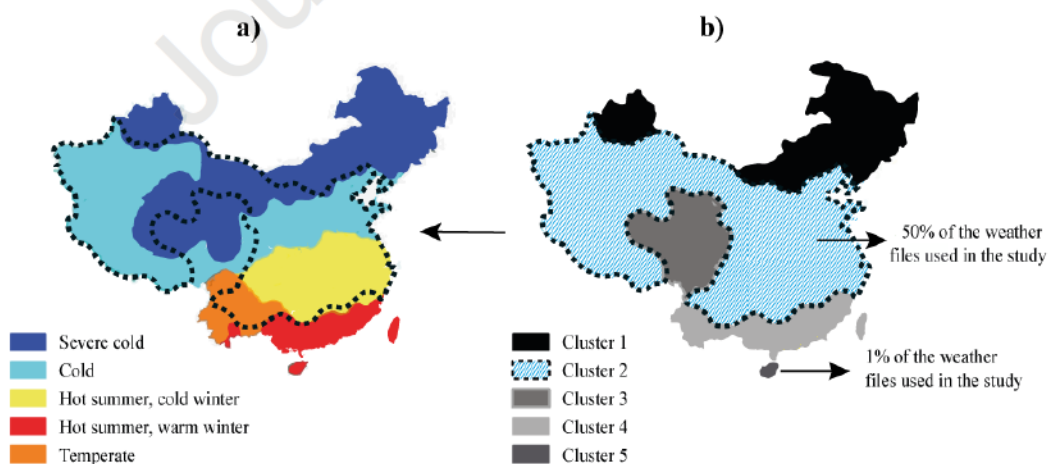 Jou
a)
b)
50% of the weather
files used in the study
1% of the weather
files used in the study
Severe cold
Cold
Hot summer, cold winter
Hot summer, warm winter
Temperate
Cluster 1
Cluster 2
Cluster 3
Cluster 4
Cluster 5